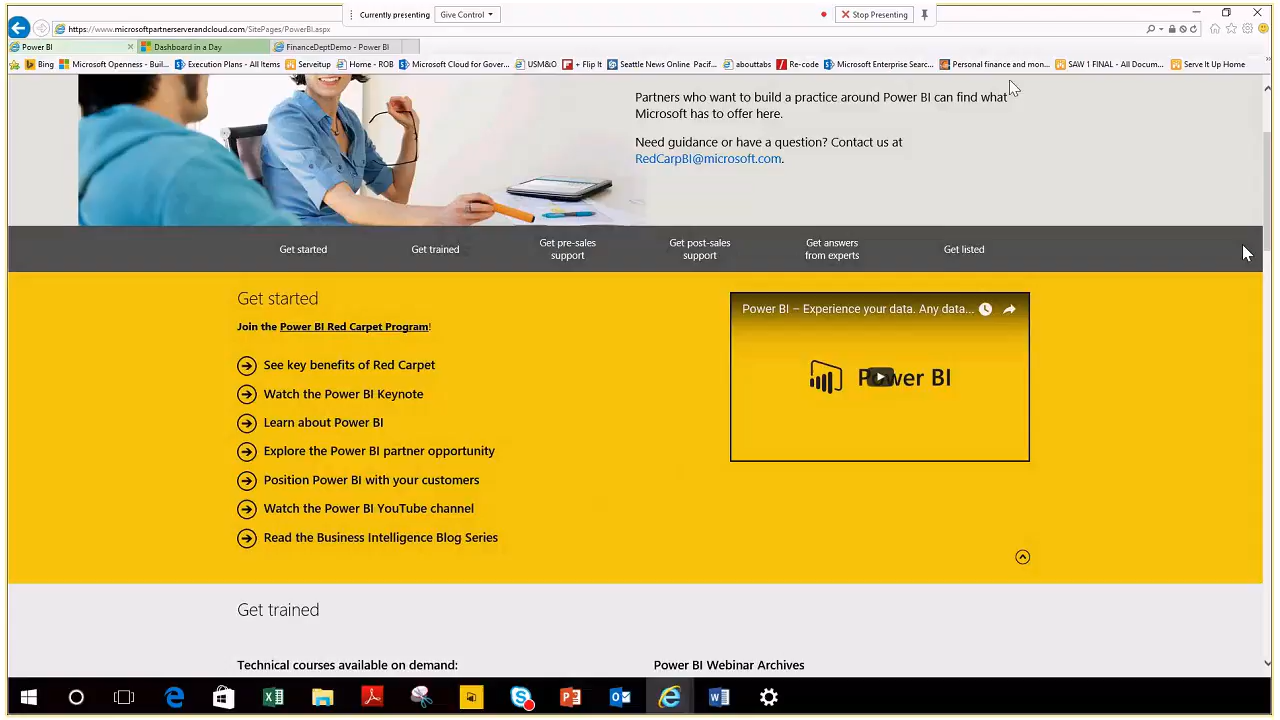 Currently presenting
Give Control
Stop Presenting
https://www.microsoftpartnerserverandcloud.com/SitePages/PowerBI.aspx
Power BI
Dashboard in a Day
FinanceDeptDemo - Power BI
Bing
Microsoft Openness - Buil...
Execution Plans - All Items
Serveitup
Home - ROB
Microsoft Cloud for Gover...
USM&O
+ Flip It
Seattle News Online Pacif...
abouttabs
Re-code
Microsoft Enterprise Searc...
Personal finance and mon...
SAW 1 FINAL - All Docum...
Serve It Up Home
Partners who want to build a practice around Power BI can find what
Microsoft has to offer here.
Need guidance or have a question? Contact us at
RedCarpBI@microsoft.com.
Get started
Get trained
Get pre-sales
support
Get post-sales
support
Get answers
from experts
Get listed
Get started
Join the Power BI Red Carpet Program!
See key benefits of Red Carpet
Watch the Power BI Keynote
Learn about Power BI
Explore the Power BI partner opportunity
Position Power BI with your customers
Watch the Power BI YouTube channel
Read the Business Intelligence Blog Series
Power BI – Experience your data. Any data...
Power BI
Get trained
Technical courses available on demand:
Power BI Webinar Archives